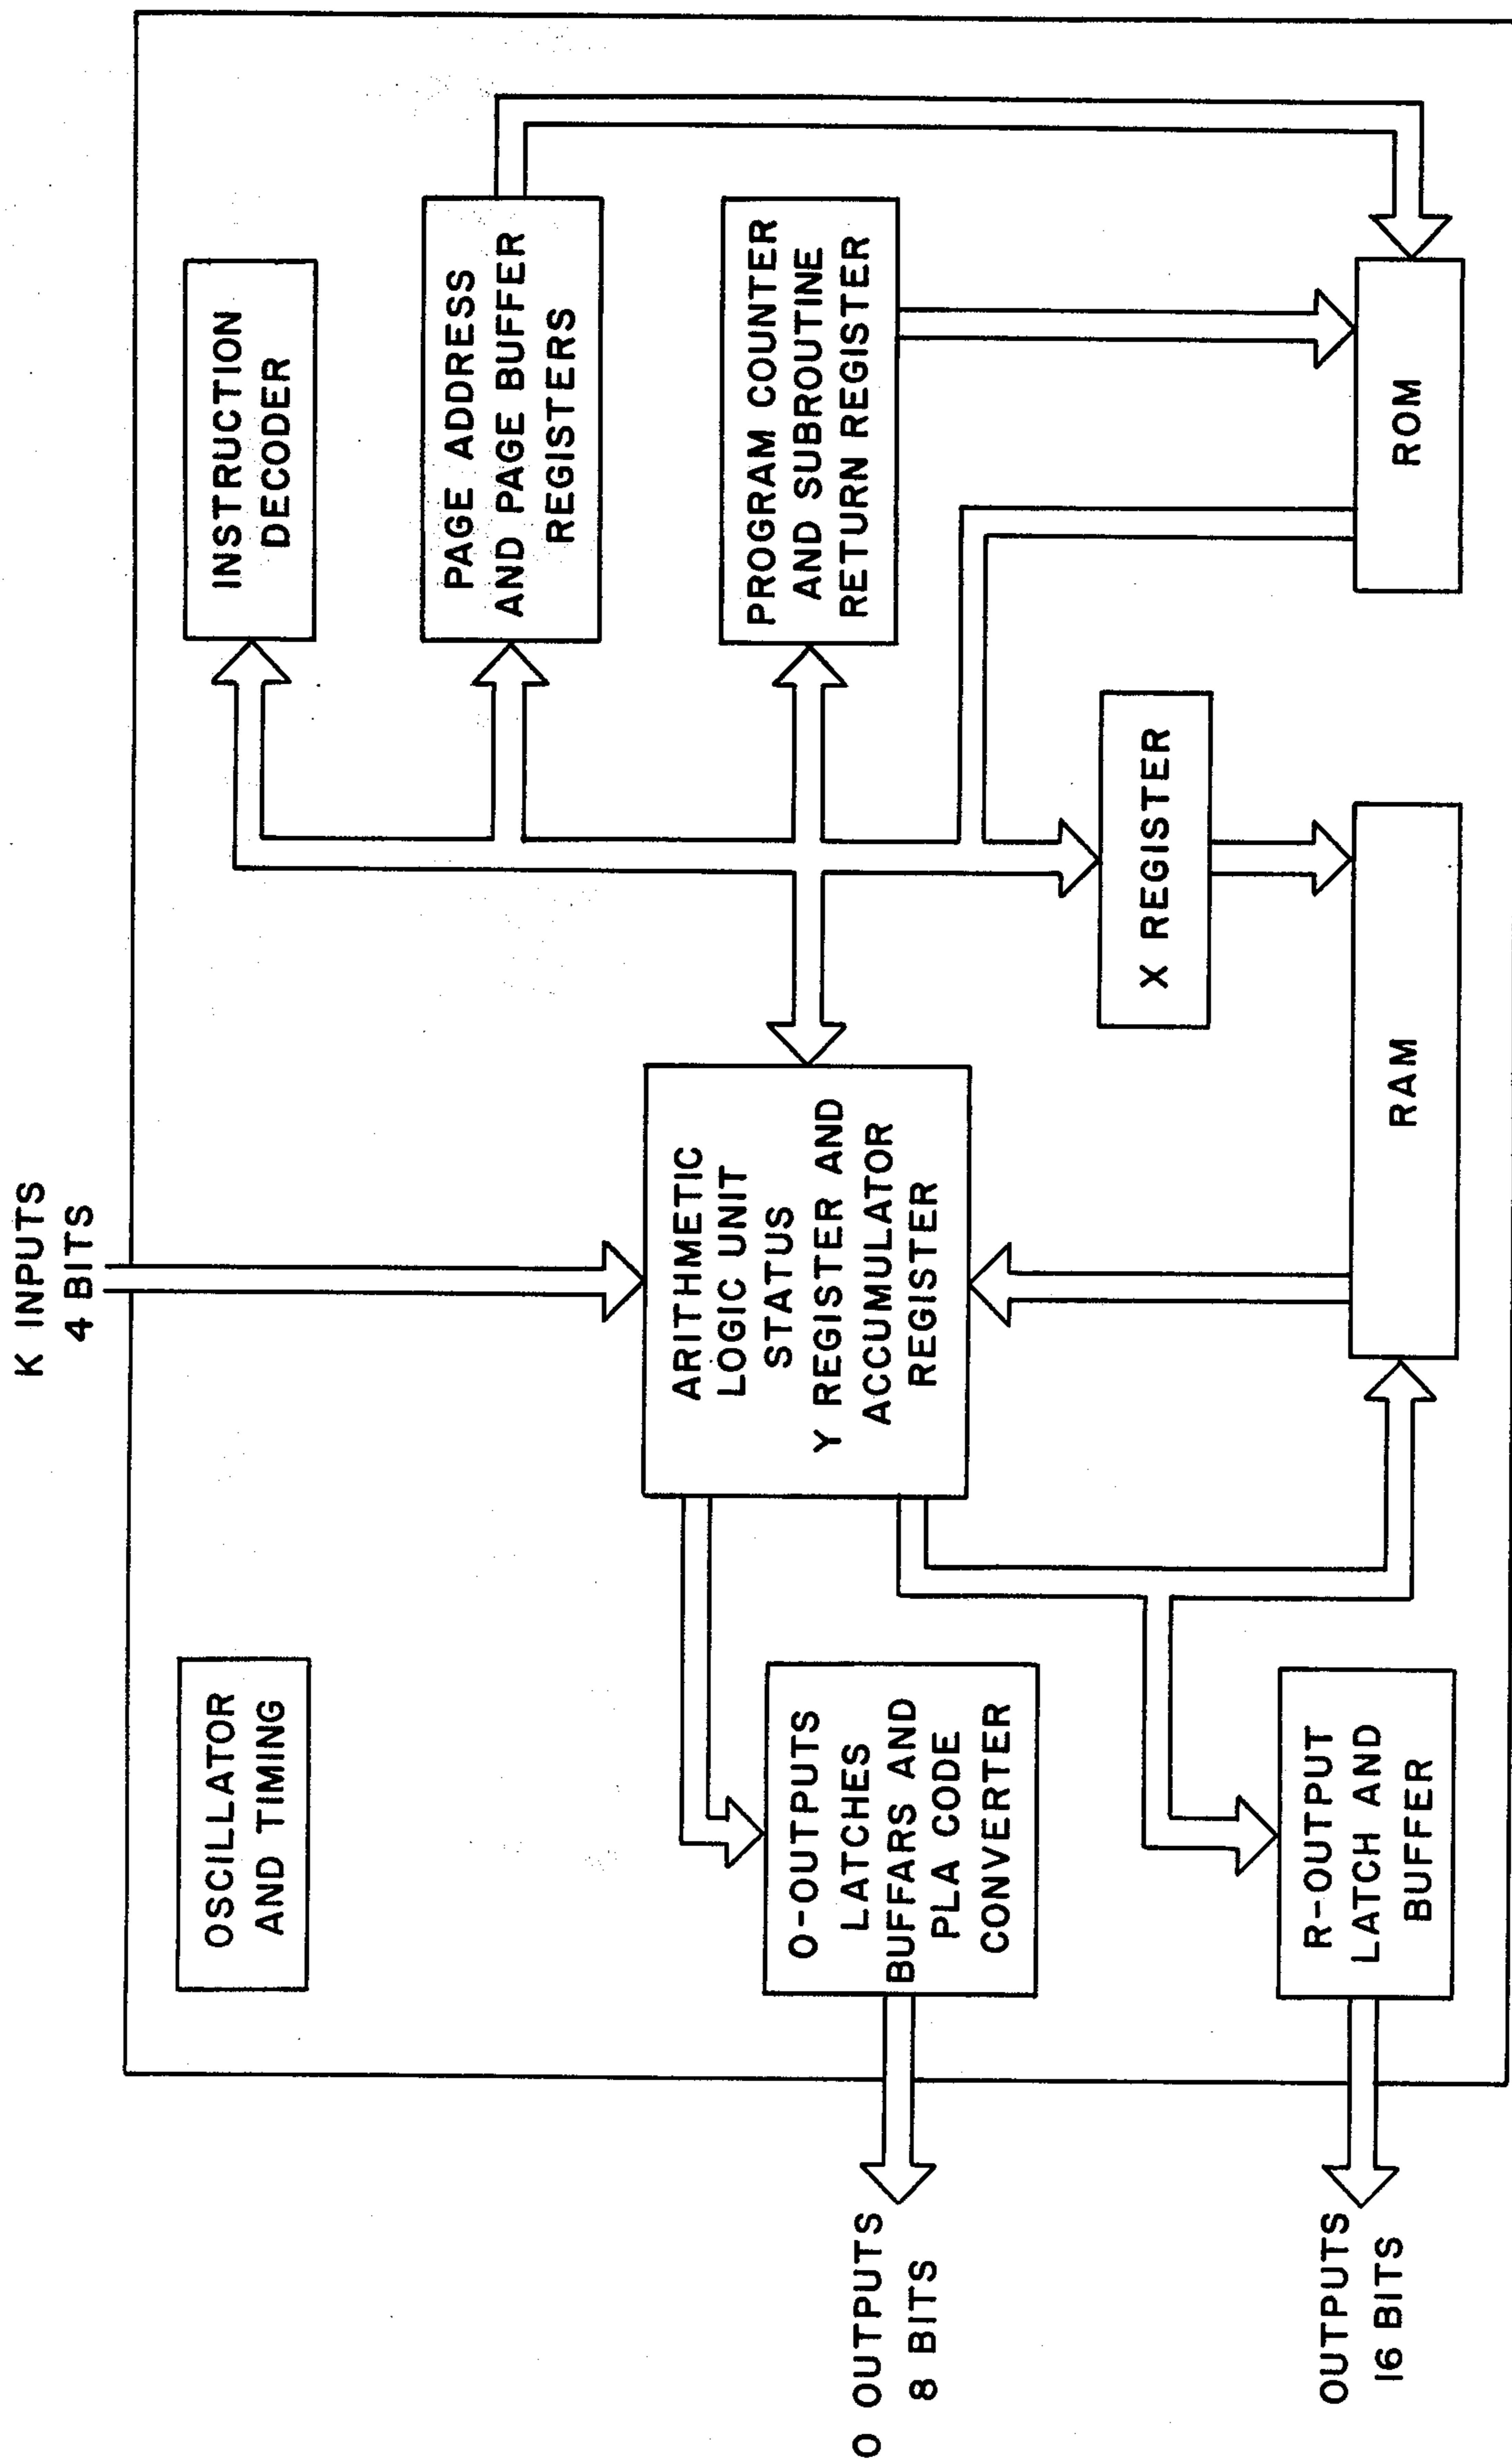 K INPUTS
4 BITS
OSCILLATOR
AND TIMING
INSTRUCTION
DECODER
PAGE ADDRESS
AND PAGE BUFFER
REGISTERS
ARITHMETIC
LOGIC UNIT
STATUS
Y REGISTER AND
ACCUMULATOR
REGISTER
PROGRAM COUNTER
AND SUBROUTINE
RETURN REGISTER
O-OUTPUTS
LATCHES
BUFFARS AND
PLA CODE
CONVERTER
O OUTPUTS
8 BITS
X REGISTER
R-OUTPUT
LATCH AND
BUFFER
OUTPUTS
16 BITS
RAM
ROM